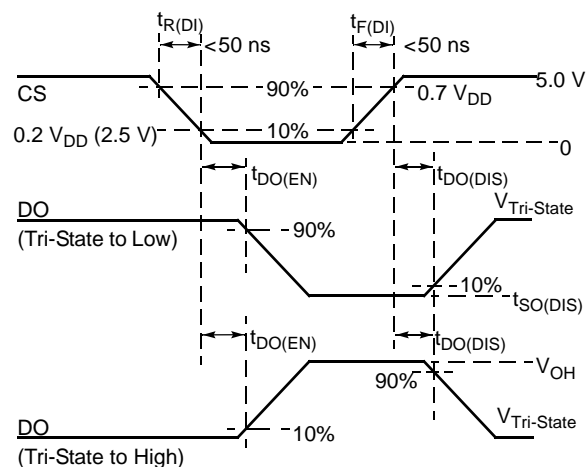 tR(DI) <50 ns tF(DI) <50 ns
CS 90% 0.7 VDD 5.0 V
0.2 VDD (2.5 V) 10% 0
tDO(EN) tDO(DIS)
DO 90% VTri-State
(Tri-State to Low)
10%
tSO(DIS)
tDO(EN) tDO(DIS)
VOH
90%
DO 10% VTri-State
(Tri-State to High)